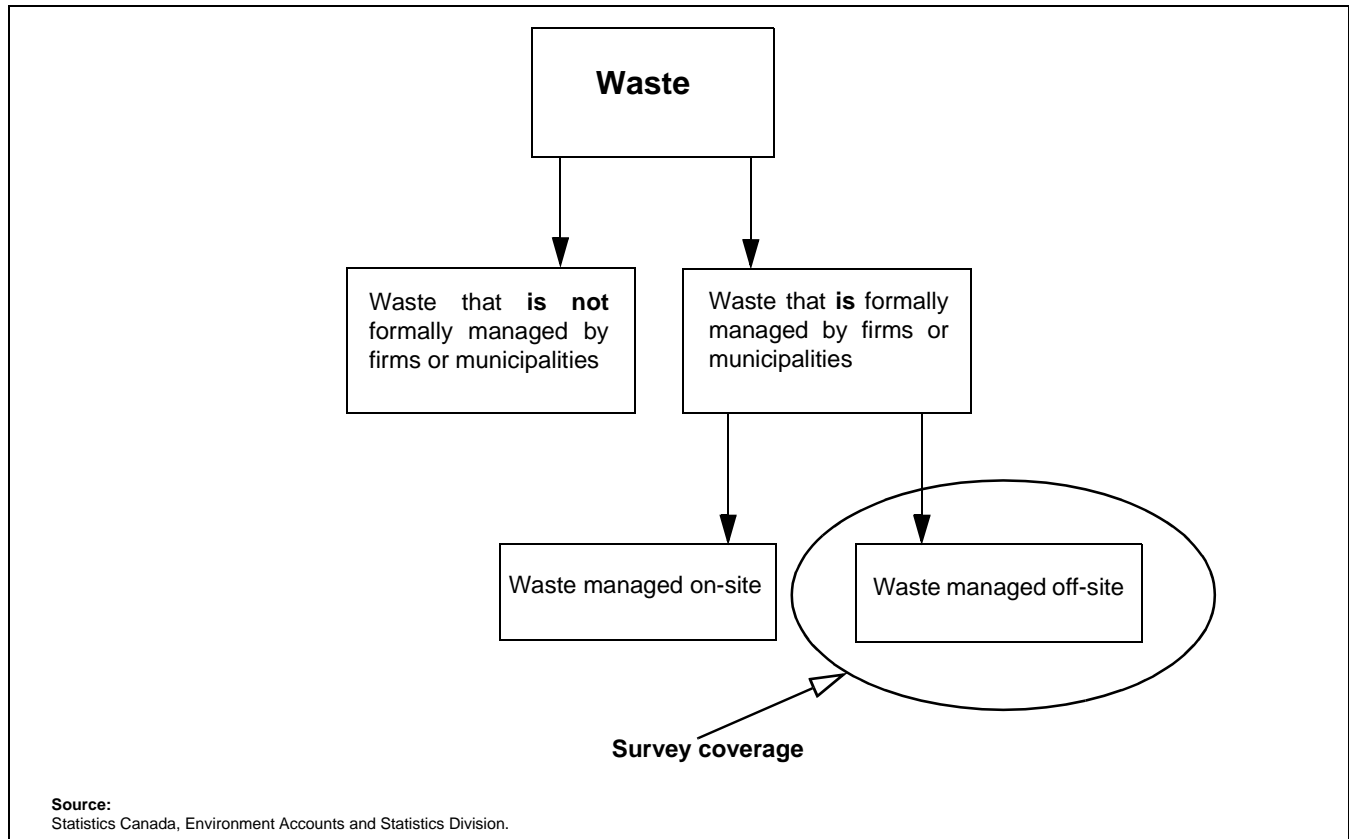 Waste
Waste that is not
formally managed by
firms or municipalities
Waste that is formally
managed by firms or
municipalities
Waste managed on-site
Waste managed off-site
Survey coverage
Source:
Statistics Canada, Environment Accounts and Statistics Division.